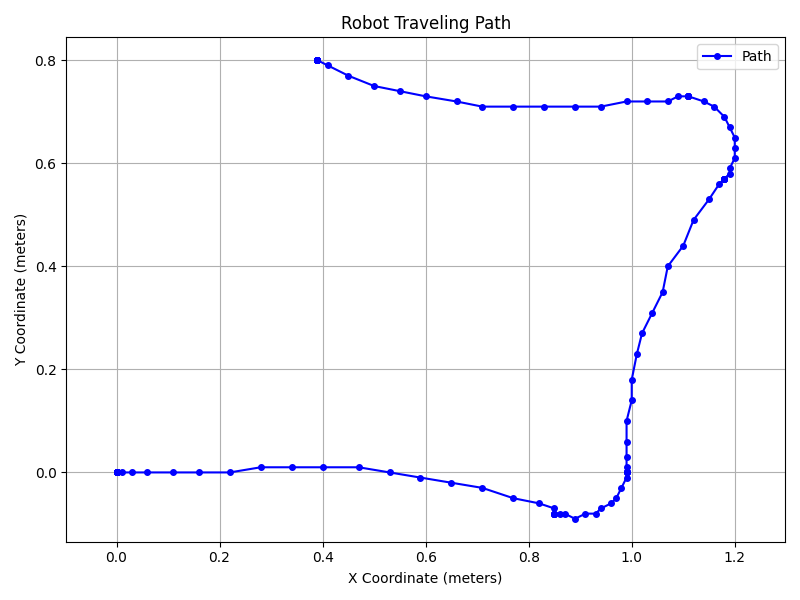 Robot Traveling Path
Path
Y Coordinate (meters)
0.8
0.6
0.4
0.2
0.0
0.0 0.2 0.4 0.6 0.8 1.0 1.2
X Coordinate (meters)